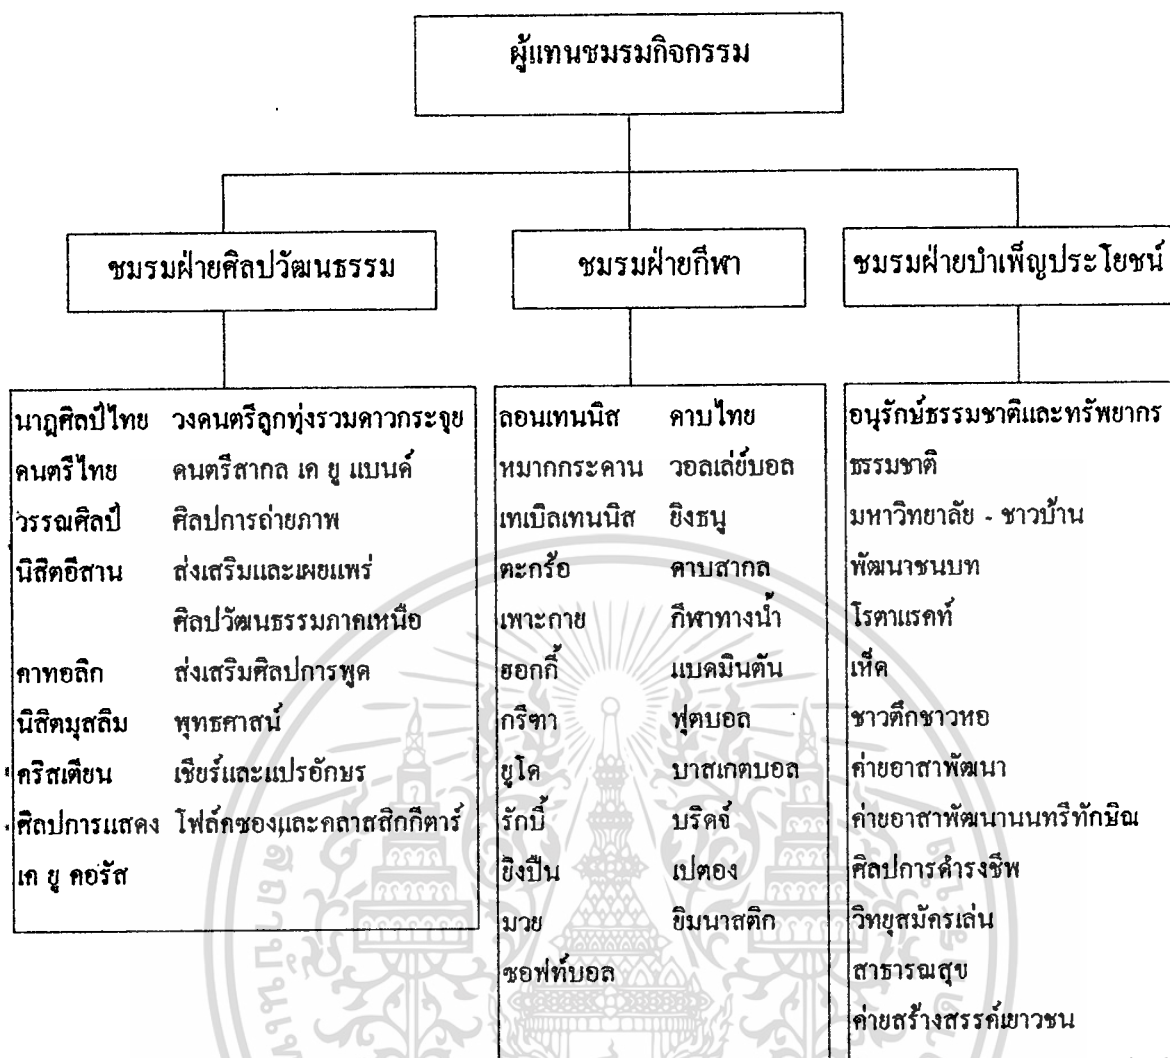 ผู้แทนชมรมกิจกรรม
ชมรมฝ่ายศิลปวัฒนธรรม
ชมรมฝ่ายกีฬา
ชมรมฝ่ายบำเพ็ญประโยชน์
นาฎศิลป์ไทย วงดนตรีลูกทุ่งรวมดาวกระจุย
ดนตรีไทย ดนตรีสากล เค ยู แบนด์
วรรณศิลป์ ศิลปการถ่ายภาพ
นิสิตอีสาน ส่งเสริมและเผยแพร่
ศิลปวัฒนธรรมภาคเหนือ
คาทอลิก ส่งเสริมศิลปการพูด
นิสิตมุสลิม พุทธศาสน์
คริสเตียน เชียร์และแปรอักษร
ศิลปการแสดง โฟล์คซองและคลาสสิกกีตาร์
เค ยู คอรัส
ลอนเทนนิส ดาบไทย
หมากกระดาน วอลเล่ย์บอล
เทเบิลเทนนิส ยิงธนู
ตะกร้อ ดาบสากล
เพาะกาย กีฬาทางน้ำ
ฮอกกี้ แบดมินตัน
กรีฑา ฟุตบอล
ยูโด บาสเกตบอล
รักบี้ บริดจ์
ยิงปืน เปตอง
มวย ยิมนาสติก
ซอฟท์บอล
อนุรักษ์ธรรมชาติและทรัพยากร
ธรรมชาติ
มหาวิทยาลัย - ชาวบ้าน
พัฒนาชนบท
โรตาแรคท์
เห็ด
ชาวตึกชาวหอ
ค่ายอาสาพัฒนา
ค่ายอาสาพัฒนานนทรีทักษิณ
ศิลปการดำรงชีพ
วิทยุสมัครเล่น
สาธารณสุข
ค่ายสร้างสรรค์เยาวชน